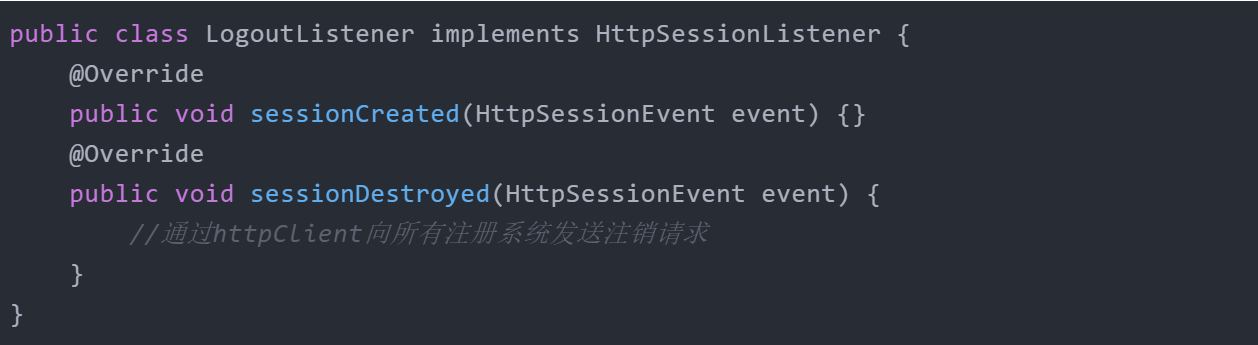 public class LogoutListener implements HttpSessionListener {
    @Override
    public void sessionCreated(HttpSessionEvent event) {}
    @Override
    public void sessionDestroyed(HttpSessionEvent event) {
        //通过httpClient向所有注册系统发送注销请求
    }
}